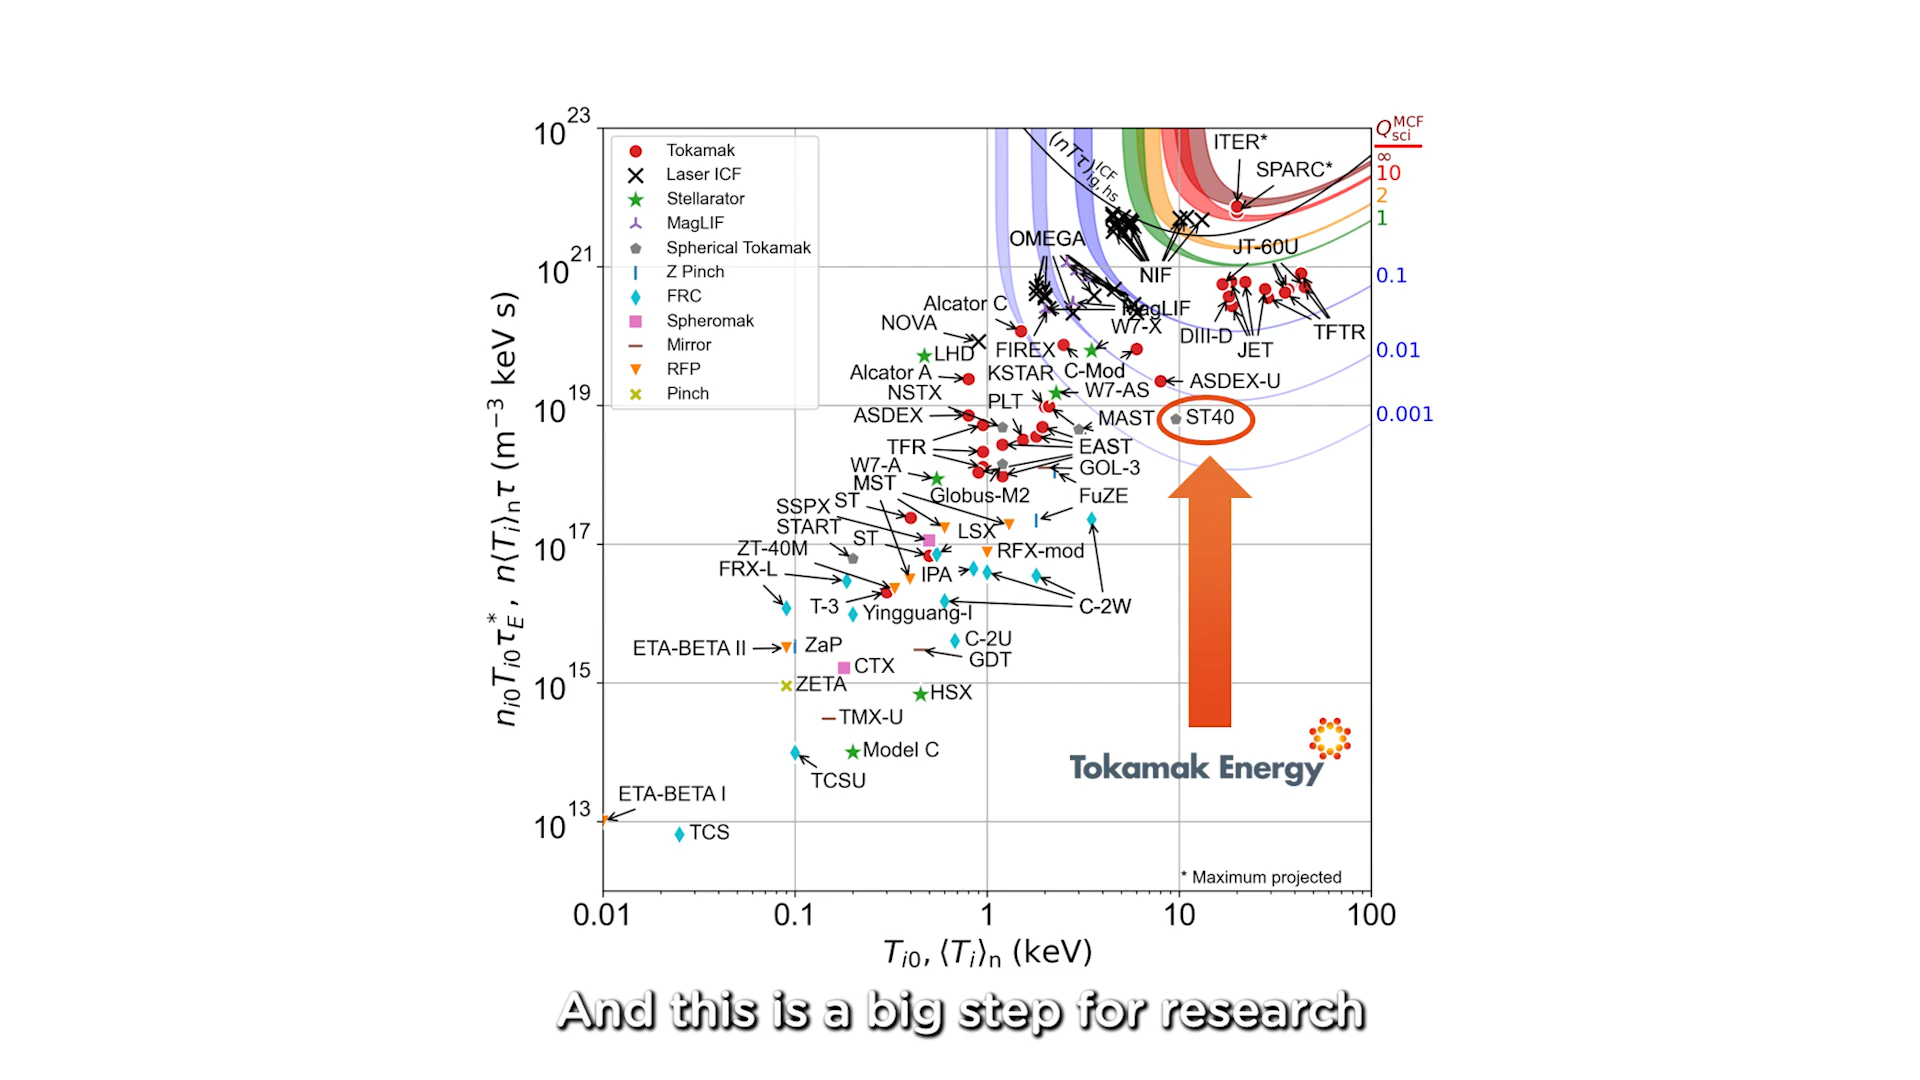 10^23
10^21
10^19
10^17
10^15
10^13
n_i0 T_i0 τ_E^*, n⟨T_i⟩_n τ (m^−3 keV s)
Tokamak
Laser ICF
Stellarator
MagLIF
Spherical Tokamak
Z Pinch
FRC
Spheromak
Mirror
RFP
Pinch
(nTτ)^ICF_ig,hs
Q^MCF_sci
∞
10
2
1
0.1
0.01
0.001
ITER*
SPARC*
OMEGA
NIF
JT-60U
Alcator C
MagLIF
NOVA
W7-X
DIII-D
TFTR
LHD
FIREX
JET
Alcator A
KSTAR
C-Mod
ASDEX-U
NSTX
W7-AS
PLT
ASDEX
MAST
ST40
TFR
EAST
W7-A
GOL-3
MST
Globus-M2
FuZE
SSPX
ST
START
LSX
ST
ZT-40M
RFX-mod
FRX-L
IPA
T-3
Yingguang-I
C-2W
ETA-BETA II
ZaP
C-2U
GDT
CTX
ZETA
HSX
TMX-U
Model C
TCSU
Tokamak Energy
ETA-BETA I
TCS
* Maximum projected
0.01
0.1
1
10
100
T_i0, ⟨T_i⟩_n (keV)
And this is a big step for research